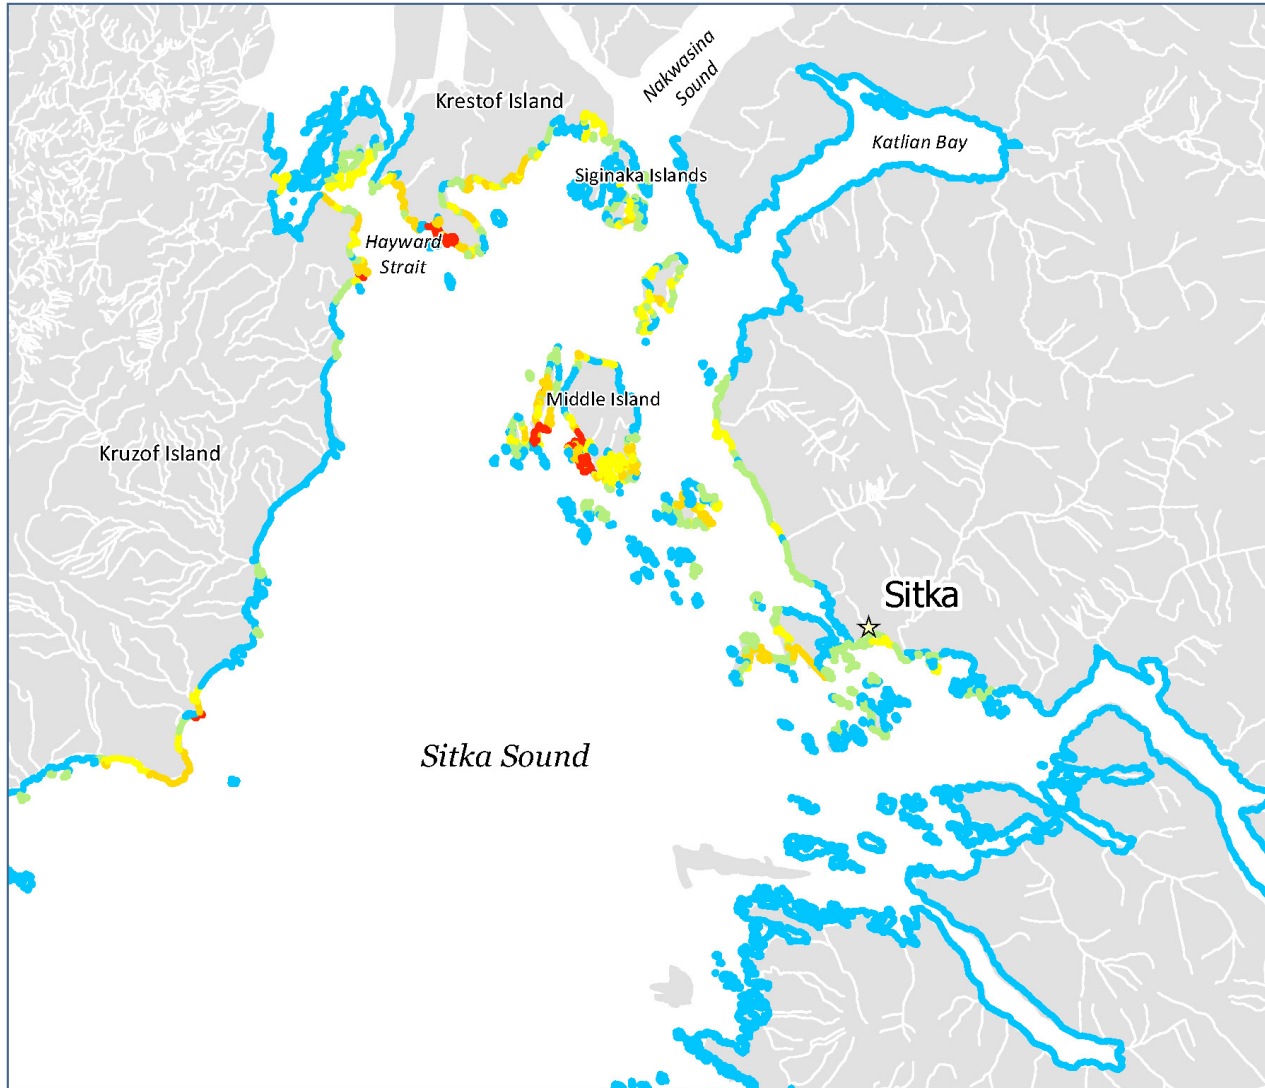 Nakwasina
Sound
Krestof Island
Katlian Bay
Siginaka Islands
Hayward
Strait
Middle Island
Kruzof Island
Sitka
Sitka Sound